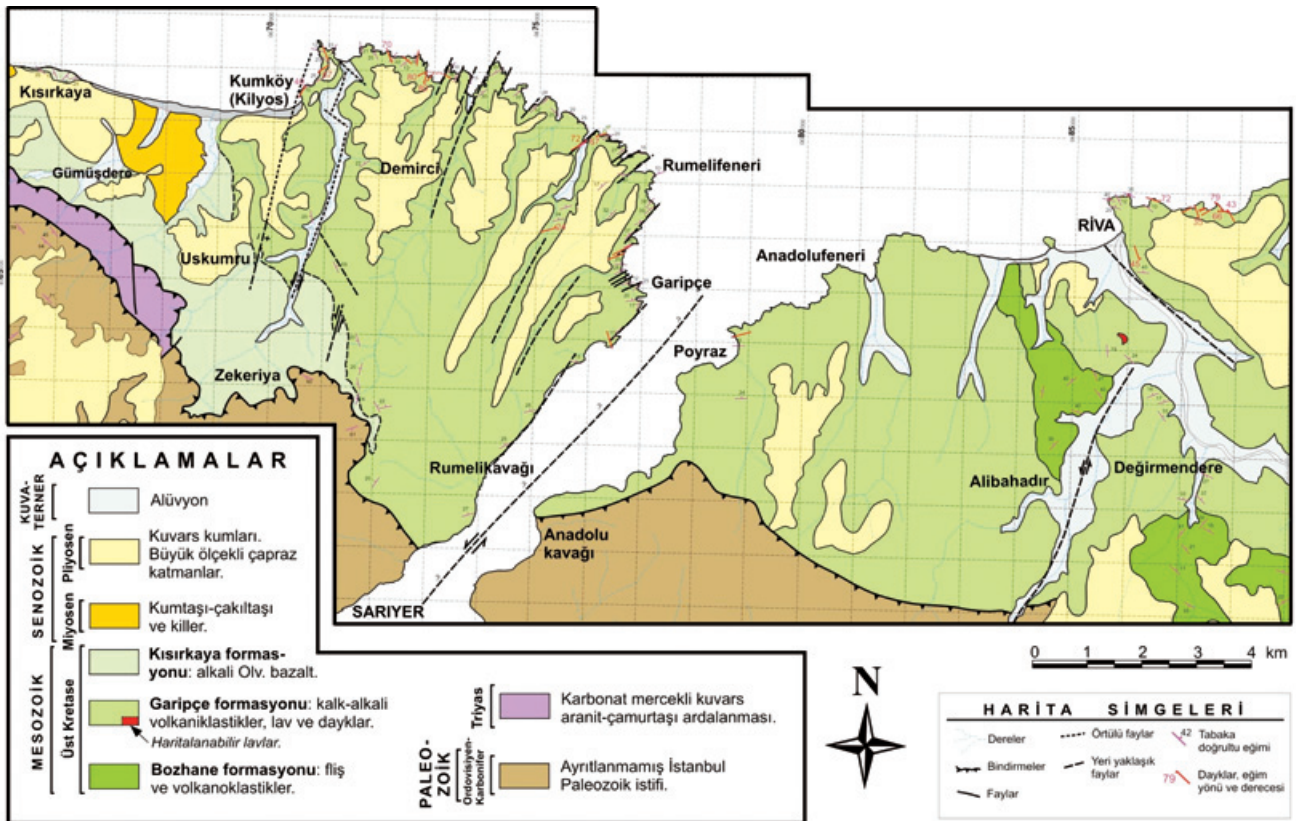 70
75
80
85
Kısırkaya
Kumköy
(Kilyos)
Gümüşdere
Demirci
Rumelifeneri
Uskumru
Garipçe
Anadolufeneri
RİVA
Poyraz
Zekeriya
Rumelikavağı
Alibahadır
Değirmendere
Anadolu
kavağı
SARIYER
AÇIKLAMALAR
KUVA-
TERNER
Alüvyon
SENOZOİK
Pliyosen
Kuvars kumları.
Büyük ölçekli çapraz
katmanlar.
Miyosen
Kumtaşı-çakıltaşı
ve killer.
MESOZOİK
Üst Kretase
Kısırkaya formas-
yonu: alkali Olv. bazalt.
Garipçe formasyonu: kalk-alkali
volkaniklastikler, lav ve dayklar.
Haritalanabilir lavlar.
Bozhane formasyonu: fliş
ve volkanoklastikler.
Triyas
Karbonat mercekli kuvars
aranit-çamurtaşı ardalanması.
PALEO-
ZOİK
Ordovisiyen-
Karbonifer
Ayrıtlanmamış İstanbul
Paleozoik istifi.
N
0 1 2 3 4 km
HARİTA SİMGELERİ
Dereler
Bindirmeler
Faylar
Örtülü faylar
Yeri yaklaşık
faylar
42 Tabaka
doğrultu eğimi
79 Dayklar, eğim
yönü ve derecesi